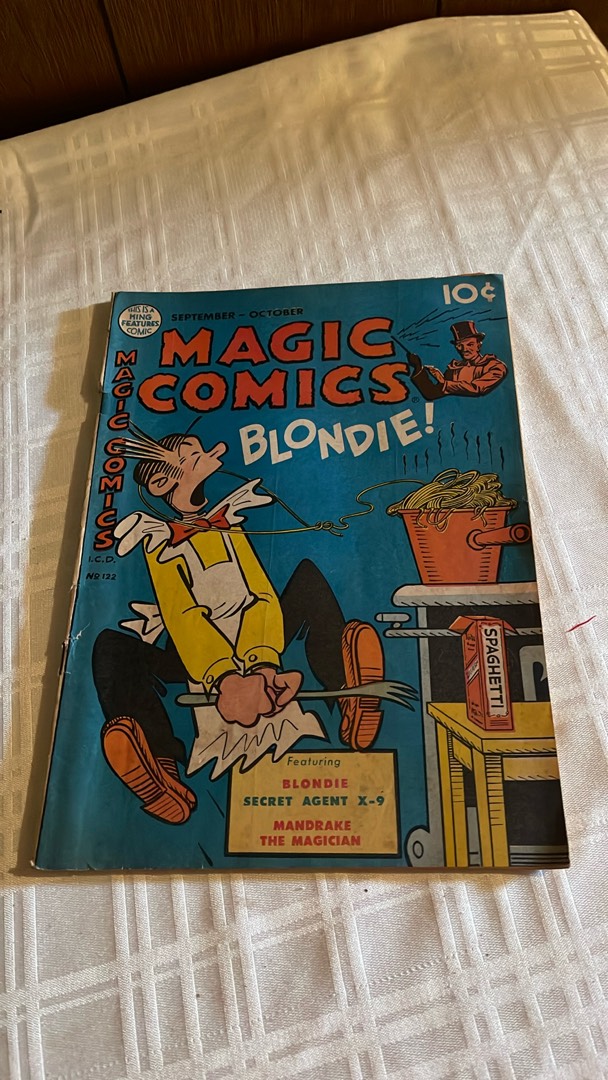 THIS IS A
KING
FEATURES
COMIC
SEPTEMBER - OCTOBER
10¢
MAGIC
COMICS
BLONDIE!
MAGIC COMICS
I.C.D.
No 122
SPAGHETTI
Featuring
BLONDIE
SECRET AGENT X-9
MANDRAKE
THE MAGICIAN